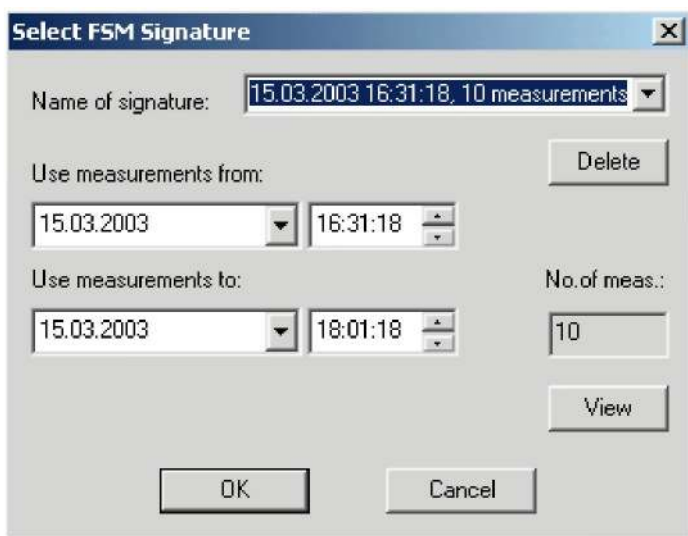 Select FSM Signature
Name of signature: 15.03.2003 16:31:18, 10 measurements
Delete
Use measurements from:
15.03.2003 16:31:18
Use measurements to: No.of meas.:
15.03.2003 18:01:18 10
View
OK Cancel